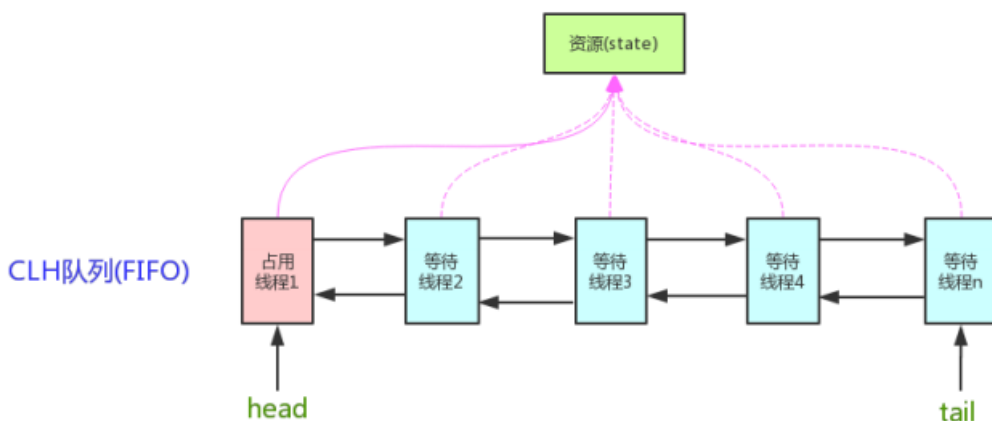 资源(state)
CLH队列(FIFO)
占用
线程1
等待
线程2
等待
线程3
等待
线程4
等待
线程n
head
tail